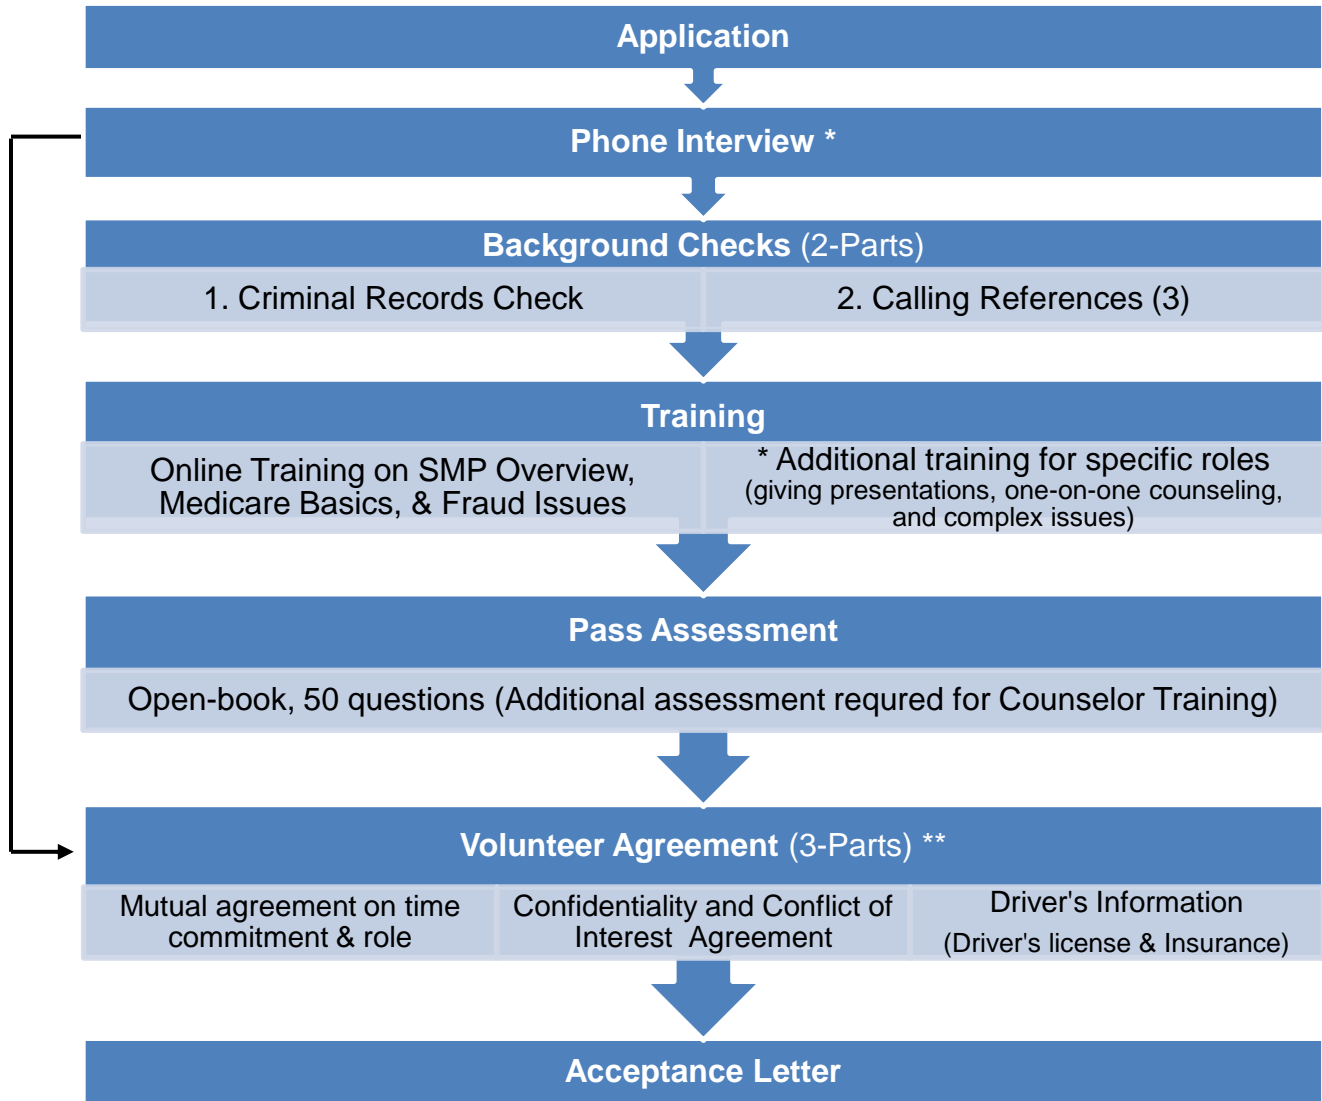 Application
Phone Interview *
Background Checks (2-Parts)
1. Criminal Records Check
2. Calling References (3)
Training
Online Training on SMP Overview,
Medicare Basics, & Fraud Issues
* Additional training for specific roles
(giving presentations, one-on-one counseling,
and complex issues)
Pass Assessment
Open-book, 50 questions (Additional assessment requred for Counselor Training)
Volunteer Agreement (3-Parts) **
Mutual agreement on time
commitment & role
Confidentiality and Conflict of
Interest  Agreement
Driver's Information
(Driver's license & Insurance)
Acceptance Letter